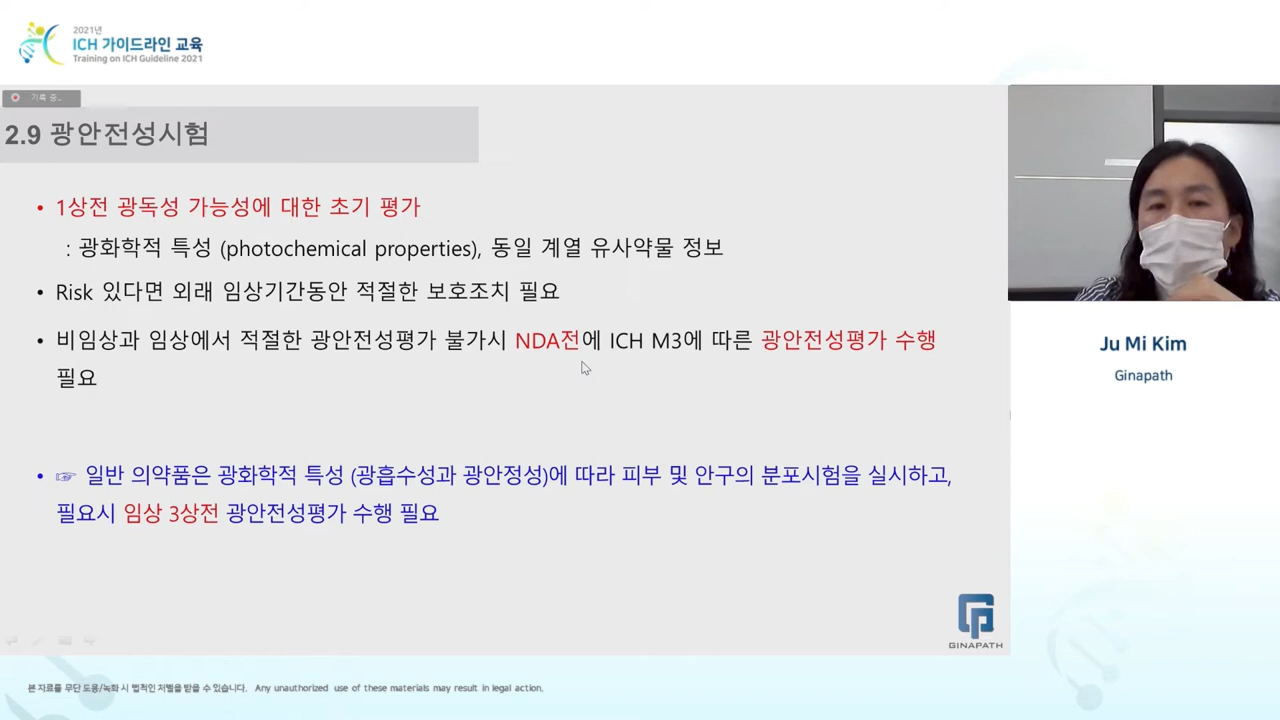 2021년
ICH 가이드라인 교육
Training on ICH Guideline 2021
기록 중...
2.9 광안전성시험
• 1상전 광독성 가능성에 대한 초기 평가
: 광화학적 특성 (photochemical properties), 동일 계열 유사약물 정보
• Risk 있다면 외래 임상기간동안 적절한 보호조치 필요
• 비임상과 임상에서 적절한 광안전성평가 불가시 NDA전에 ICH M3에 따른 광안전성평가 수행
필요
• ☞ 일반 의약품은 광화학적 특성 (광흡수성과 광안정성)에 따라 피부 및 안구의 분포시험을 실시하고,
필요시 임상 3상전 광안전성평가 수행 필요
Ju Mi Kim
Ginapath
GINAPATH
본 자료를 무단 도용/녹화 시 법적인 처벌을 받을 수 있습니다. Any unauthorized use of these materials may result in legal action.